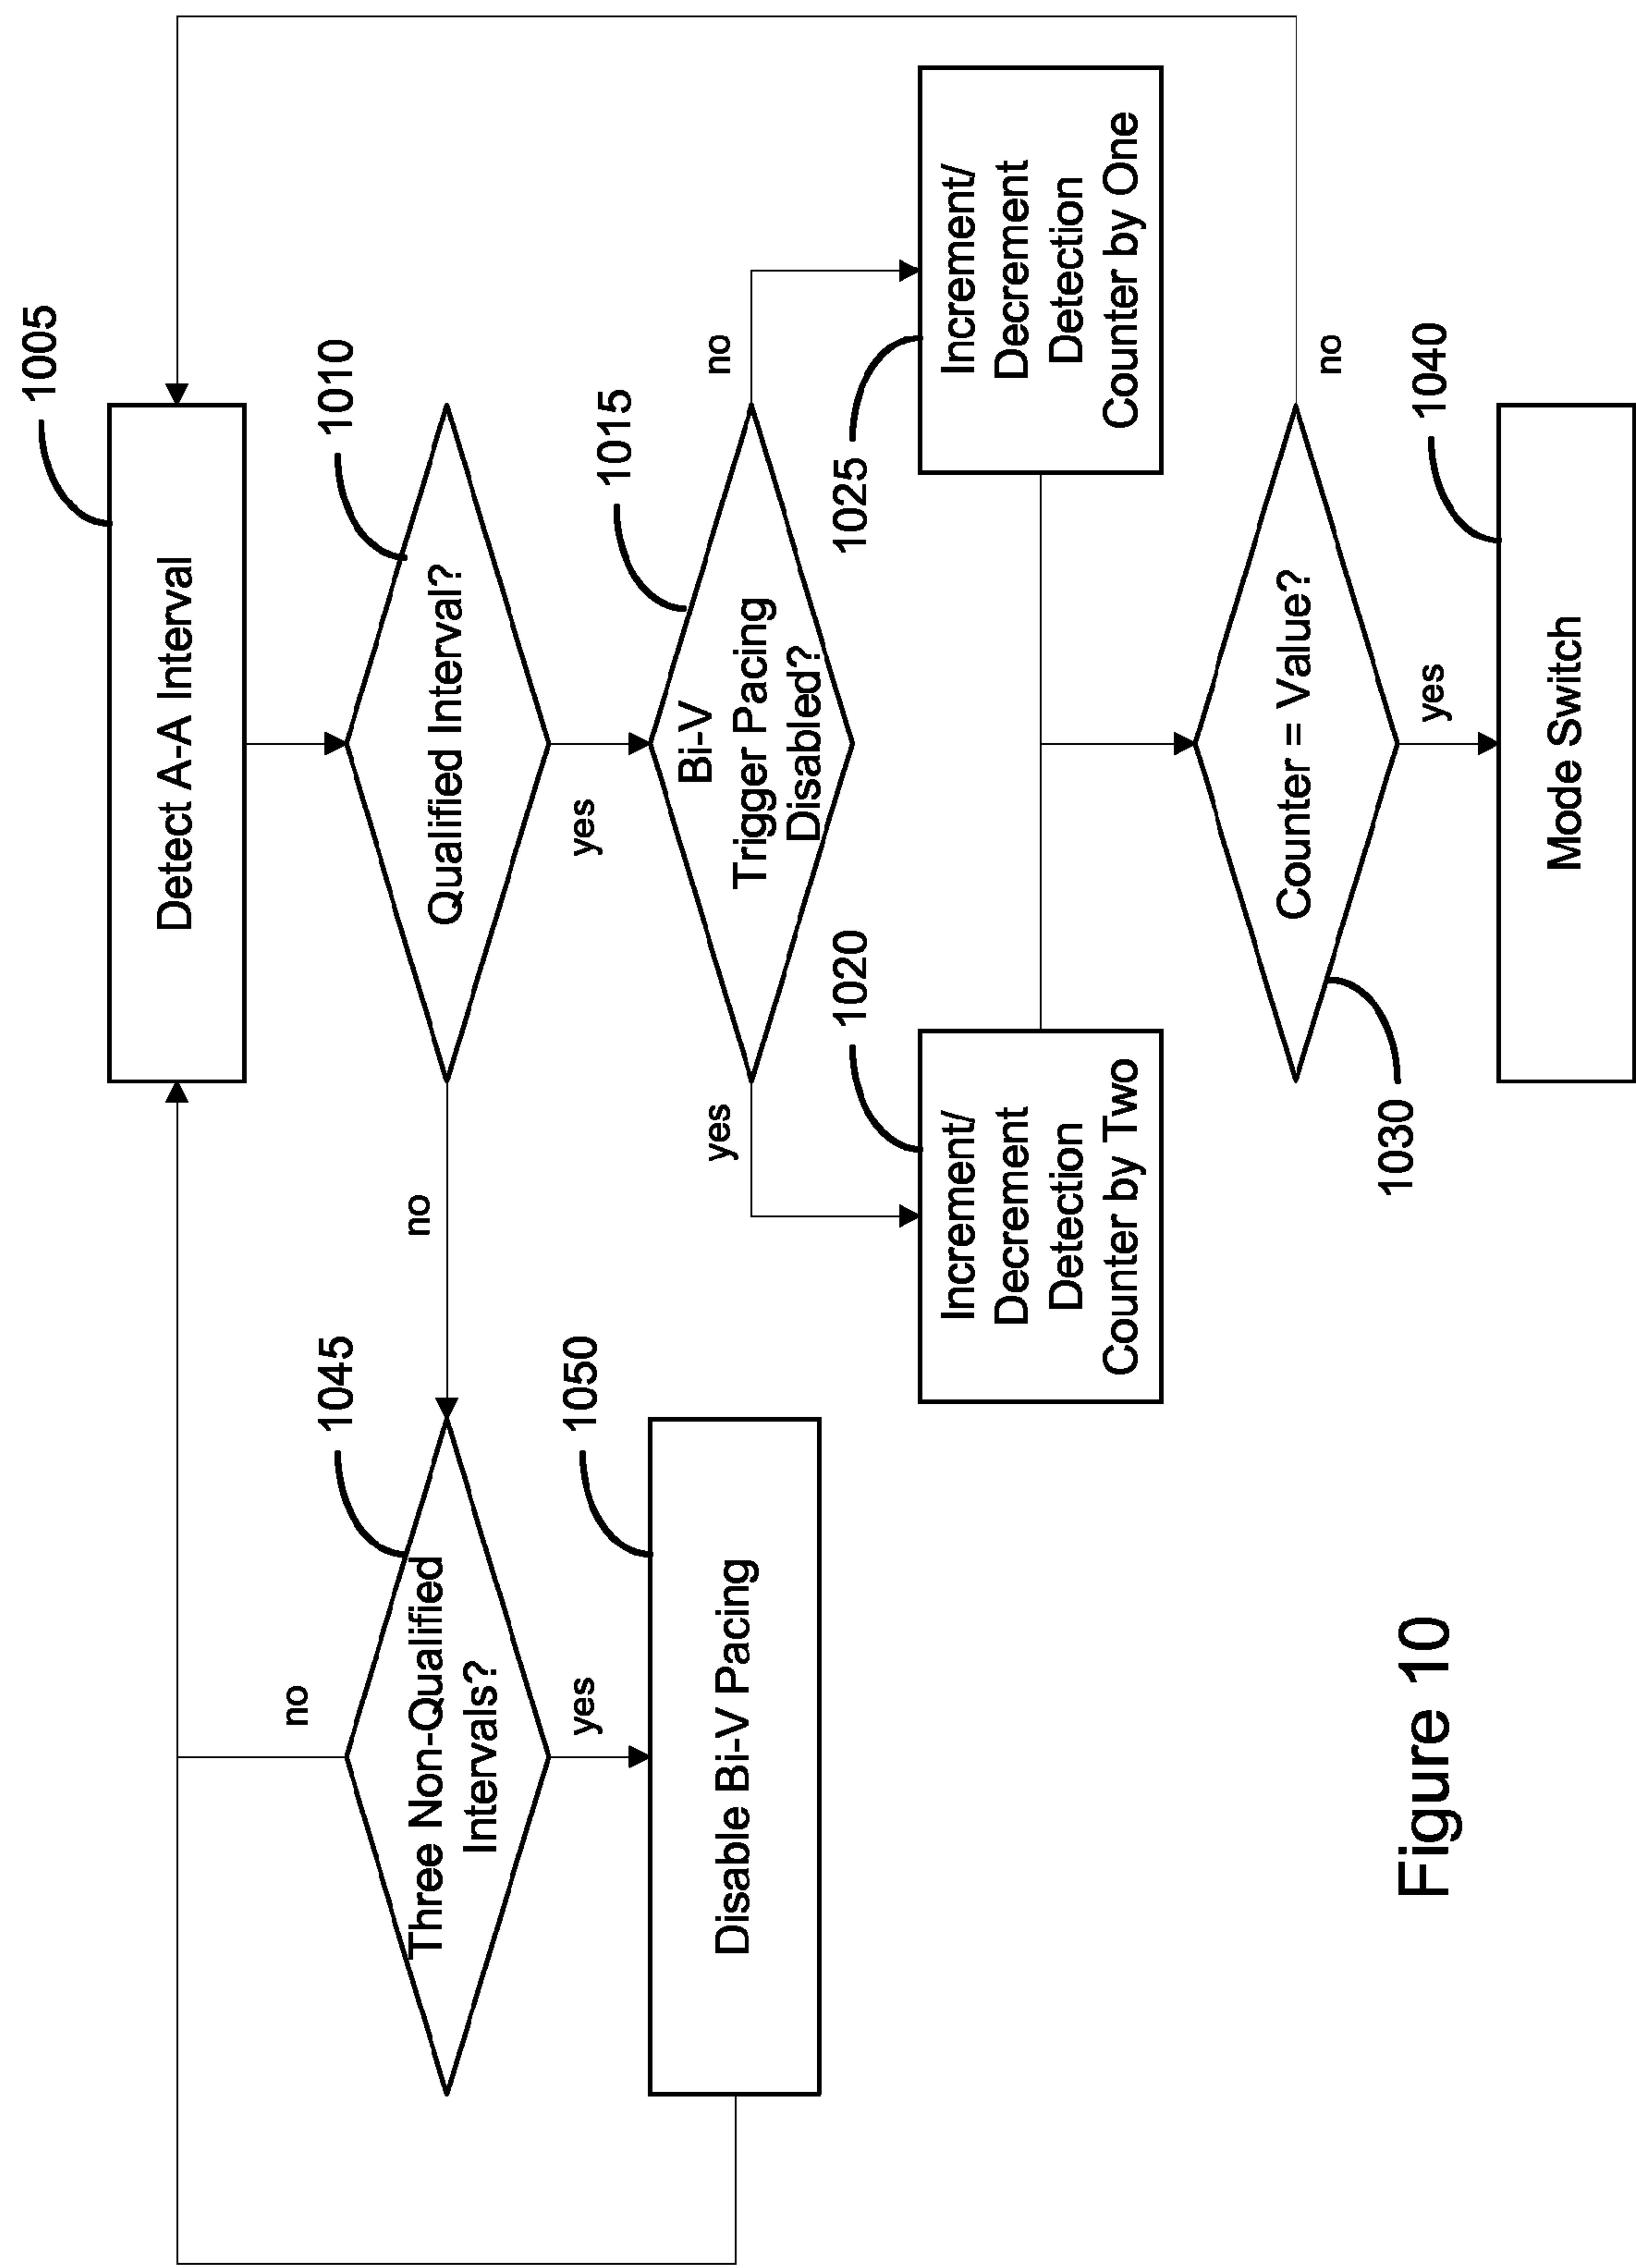 1005
Detect A-A Interval
1010
Qualified Interval?
no
yes
1045
Three Non-Qualified
Intervals?
no
yes
1050
Disable Bi-V Pacing
1015
Bi-V
Trigger Pacing
Disabled?
yes
no
1020
Increment/
Decrement
Detection
Counter by Two
1025
Increment/
Decrement
Detection
Counter by One
1030
Counter = Value?
no
yes
1040
Mode Switch
Figure 10